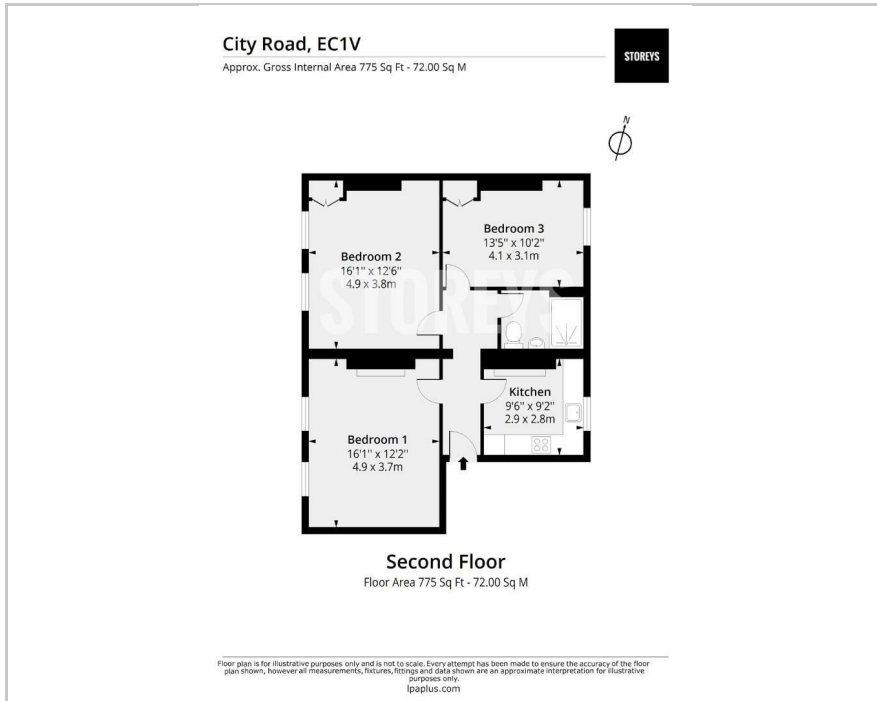 City Road, EC1V
Approx. Gross Internal Area 775 Sq Ft - 72.00 Sq M
STOREYS
N
Bedroom 3
13'5" x 10'2"
4.1 x 3.1m
Bedroom 2
16'1" x 12'6"
4.9 x 3.8m
STOREYS
Kitchen
9'6" x 9'2"
2.9 x 2.8m
Bedroom 1
16'1" x 12'2"
4.9 x 3.7m
Second Floor
Floor Area 775 Sq Ft - 72.00 Sq M
Floor plan is for illustrative purposes only and is not to scale. Every attempt has been made to ensure the accuracy of the floor
plan shown, however all measurements, fixtures, fittings and data shown are an approximate interpretation for illustrative
purposes only.
lpaplus.com